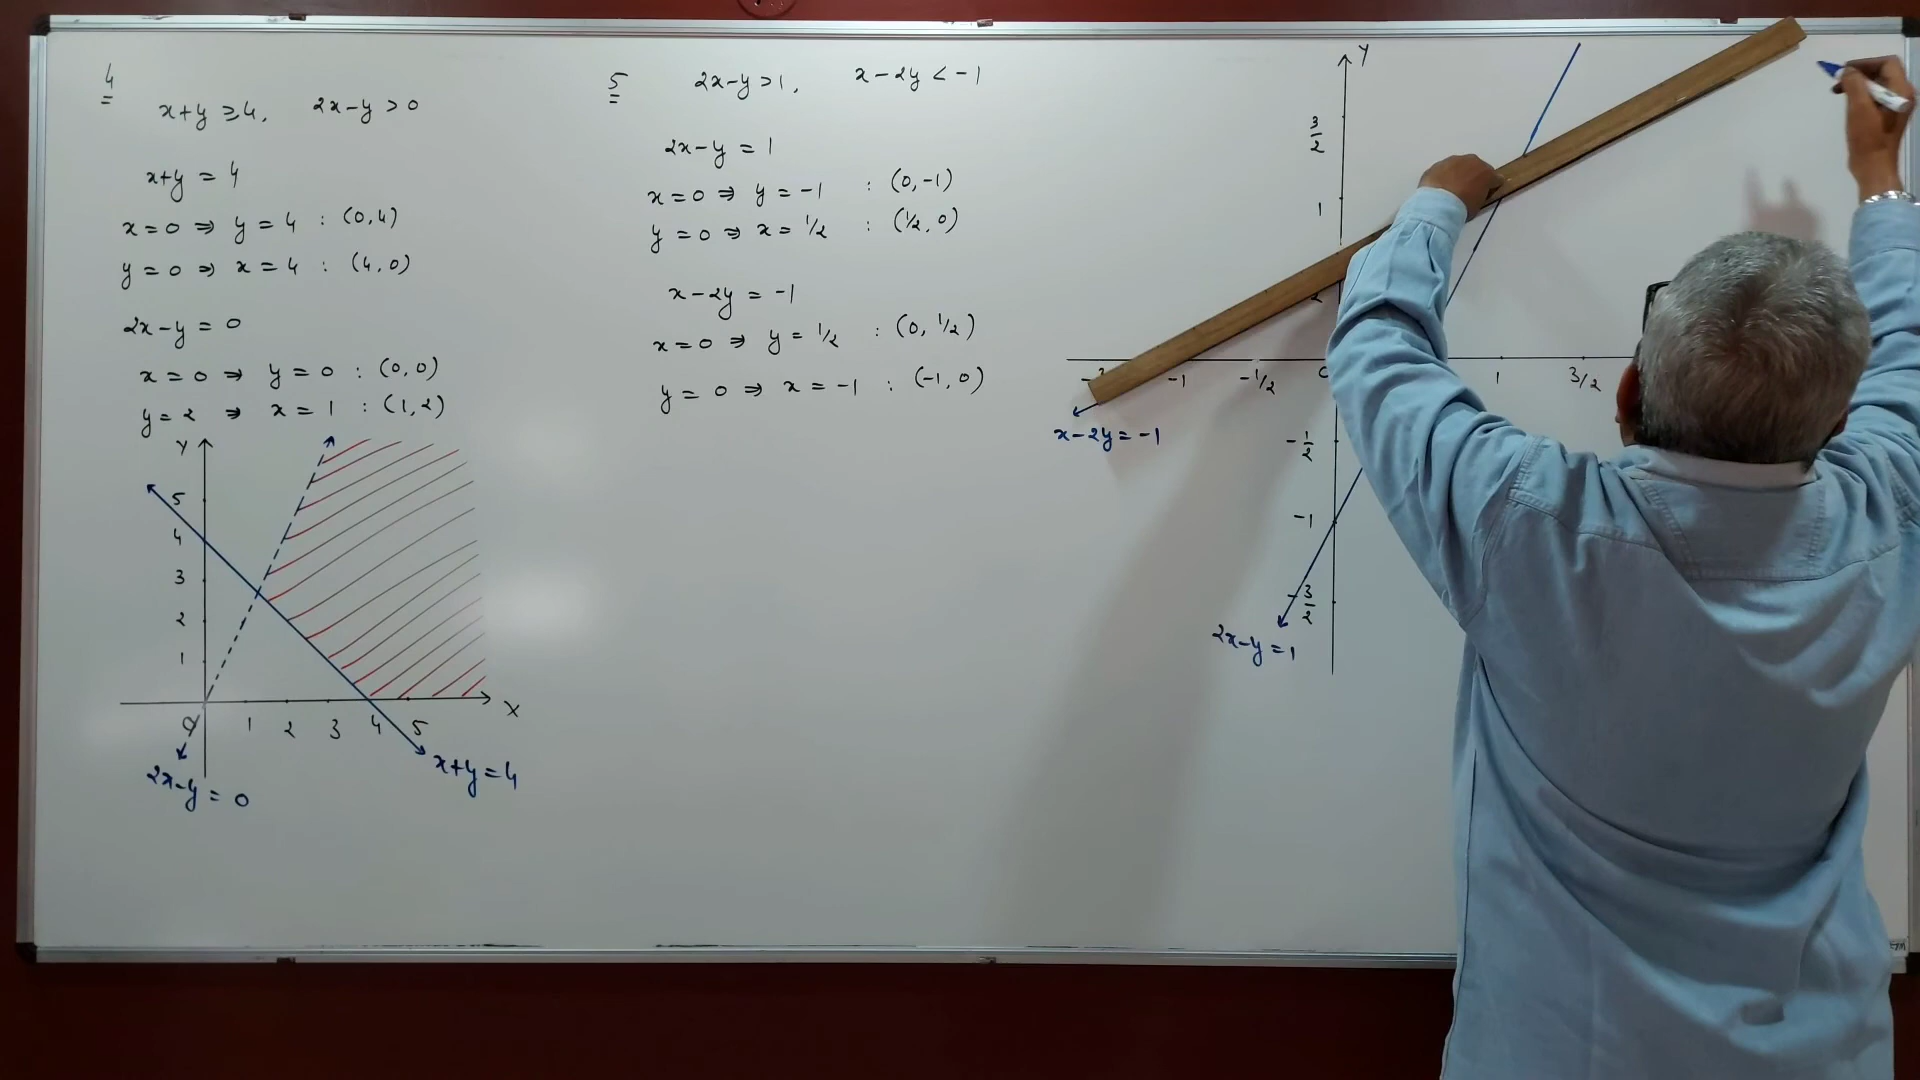 4
x+y ≥ 4, 2x-y > 0
x+y = 4
x=0 ⇒ y=4 : (0,4)
y=0 ⇒ x=4 : (4,0)
2x-y = 0
x=0 ⇒ y=0 : (0,0)
y=2 ⇒ x=1 : (1,2)
Y
5
4
3
2
1
O 1 2 3 4 5 X
x+y=4
2x-y=0
5
2x-y>1, x-2y<-1
2x-y = 1
x=0 ⇒ y=-1 : (0,-1)
y=0 ⇒ x=1/2 : (1/2,0)
x-2y = -1
x=0 ⇒ y=1/2 : (0,1/2)
y=0 ⇒ x=-1 : (-1,0)
Y
3/2
1
2
-1 -1/2 1 3/2
x-2y=-1
-1/2
-1
-3/2
2x-y=1